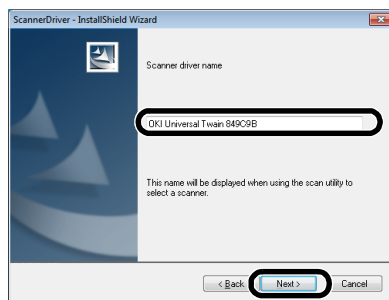 ScannerDriver - InstallShield Wizard
Scanner driver name
OKI Universal Twain 849C9B
This name will be displayed when using the scan utility to
select a scanner.
< Back
Next >
Cancel